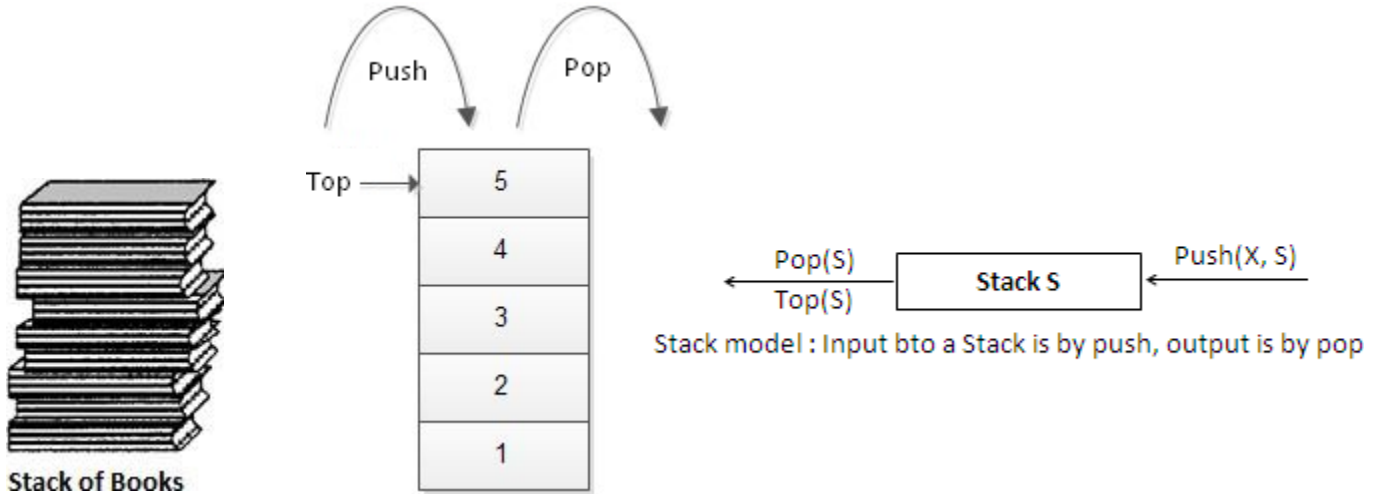 Push
Pop
Top
5
4
3
2
1
Stack of Books
Pop(S)
Top(S)
Stack S
Push(X, S)
Stack model : Input bto a Stack is by push, output is by pop